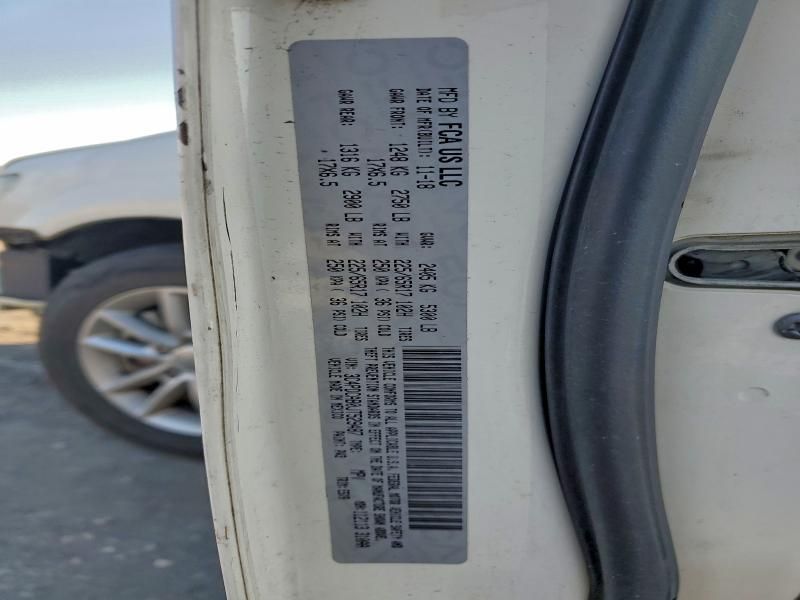 MFD BY FCA US LLC
DATE OF MFR(BUILD): 11-18 GVWR: 2405 KG 5300 LB
GAWR FRONT: 1248 KG 2750 LB WITH 225/65R17 102H TIRES
17X6.5 RIMS AT 250 KPA ( 36 PSI) COLD
GAWR REAR: 1316 KG 2900 LB WITH 225/65R17 102H TIRES
17X6.5 RIMS AT 250 KPA ( 36 PSI) COLD
THIS VEHICLE CONFORMS TO ALL APPLICABLE U.S.A. FEDERAL MOTOR VEHICLE SAFETY AND
THEFT PREVENTION STANDARDS IN EFFECT ON THE DATE OF MANUFACTURE SHOWN ABOVE.
VIN: TYPE: MPV
VEHICLE MADE IN MEXICO PAINT: TRIM: